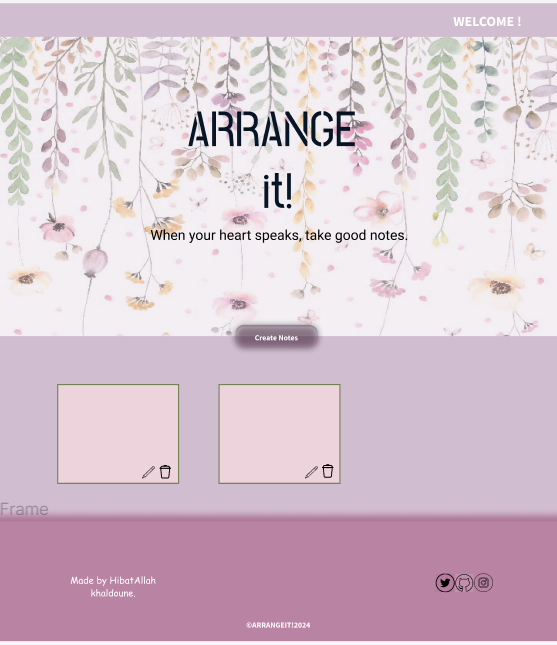 WELCOME !
ARRANGE
it!
When your heart speaks, take good notes.
Create Notes
Frame
Made by HibatAllah
khaldoune.
©ARRANGEIT!2024